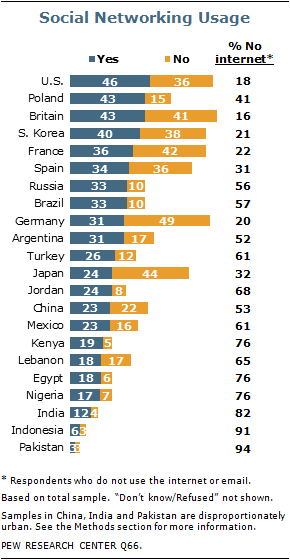 Social Networking Usage
Yes No % No internet*
U.S. 46 36 18
Poland 43 15 41
Britain 43 41 16
S. Korea 40 38 21
France 36 42 22
Spain 34 36 31
Russia 33 10 56
Brazil 33 10 57
Germany 31 49 20
Argentina 31 17 52
Turkey 26 12 61
Japan 24 44 32
Jordan 24 8 68
China 23 22 53
Mexico 23 16 61
Kenya 19 5 76
Lebanon 18 17 65
Egypt 18 6 76
Nigeria 17 7 76
India 12 4 82
Indonesia 6 3 91
Pakistan 3 94
* Respondents who do not use the internet or email.
Based on total sample. “Don’t know/Refused” not shown.
Samples in China, India and Pakistan are disproportionately
urban. See the Methods section for more information.
PEW RESEARCH CENTER Q66.